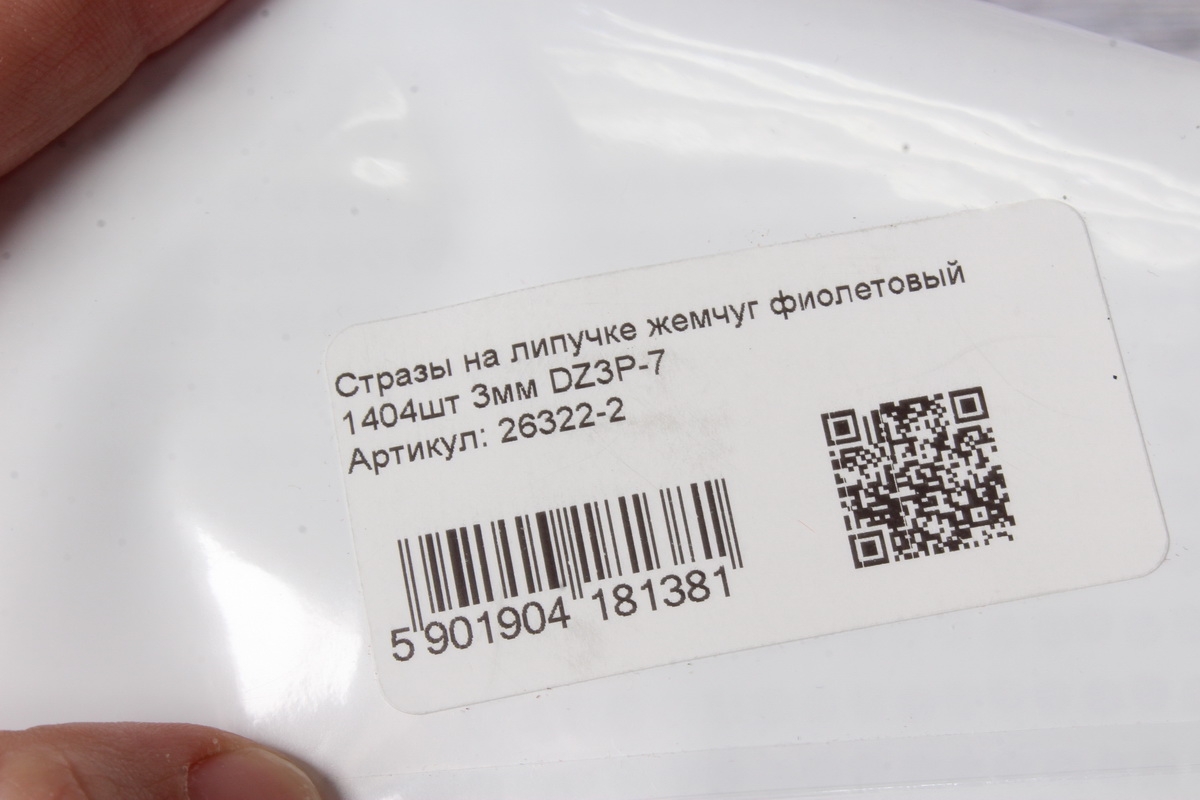 Стразы на липучке жемчуг фиолетовый
1404шт 3мм DZ3P-7
Артикул: 26322-2
5 901904 181381